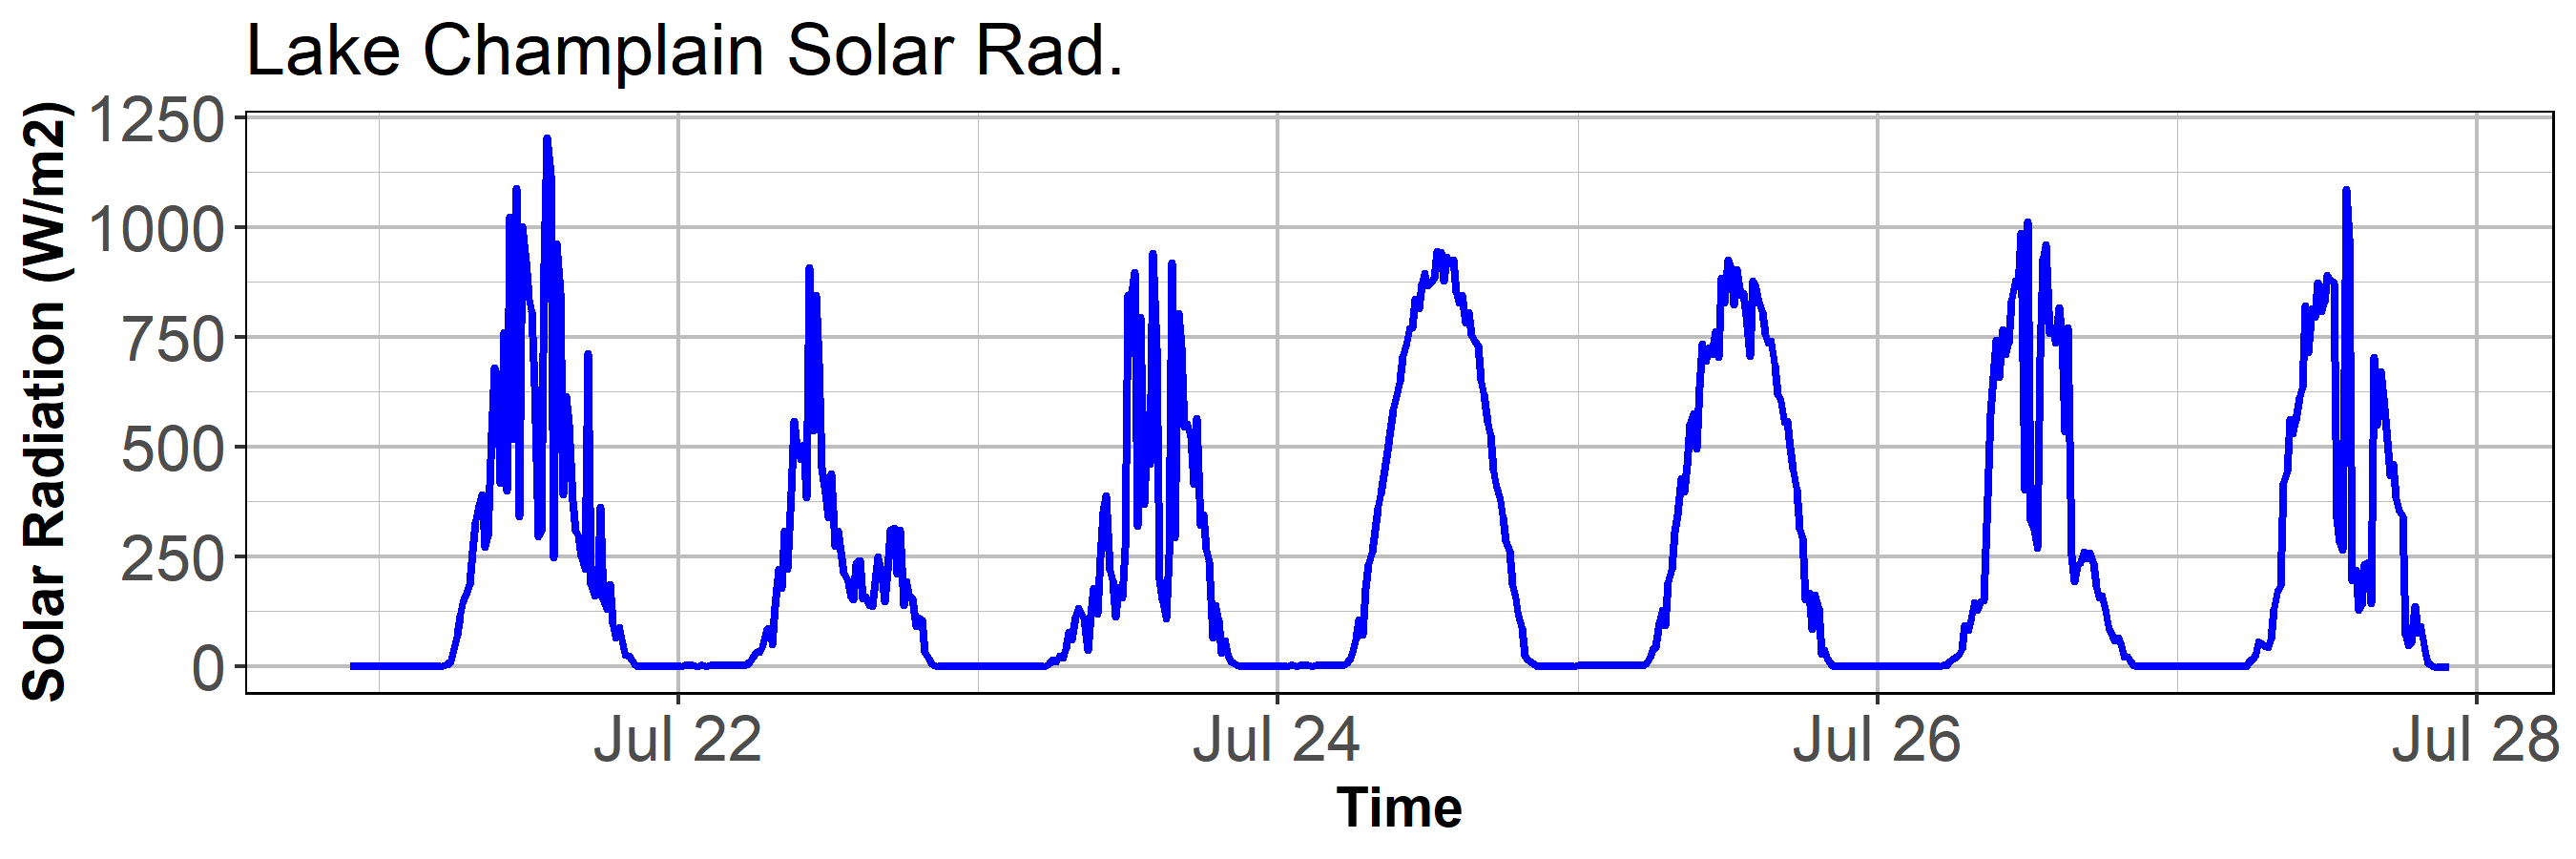 Lake Champlain Solar Rad.
Solar Radiation (W/m2)
1250
1000
750
500
250
0
Jul 22 Jul 24 Jul 26 Jul 28
Time